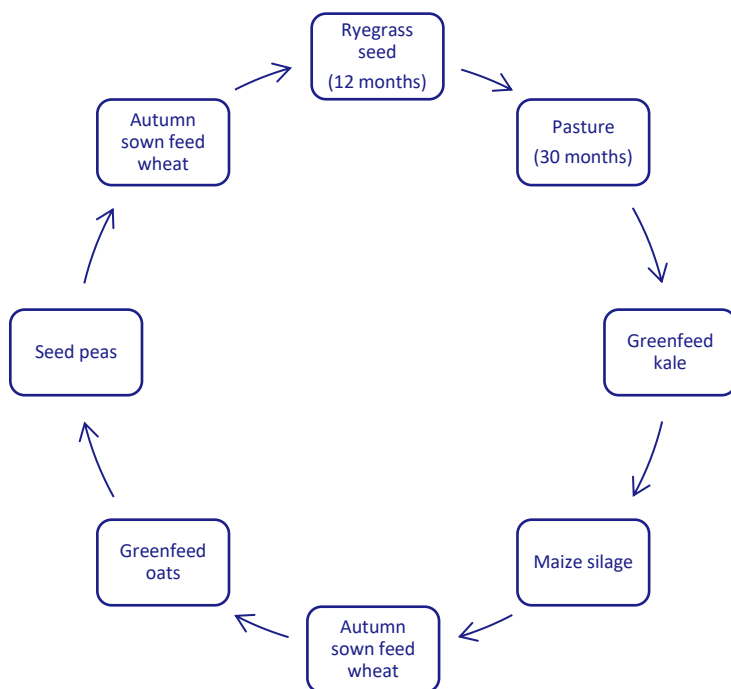 Ryegrass
seed
(12 months)
Pasture
(30 months)
Greenfeed
kale
Maize silage
Autumn
sown feed
wheat
Greenfeed
oats
Seed peas
Autumn
sown feed
wheat